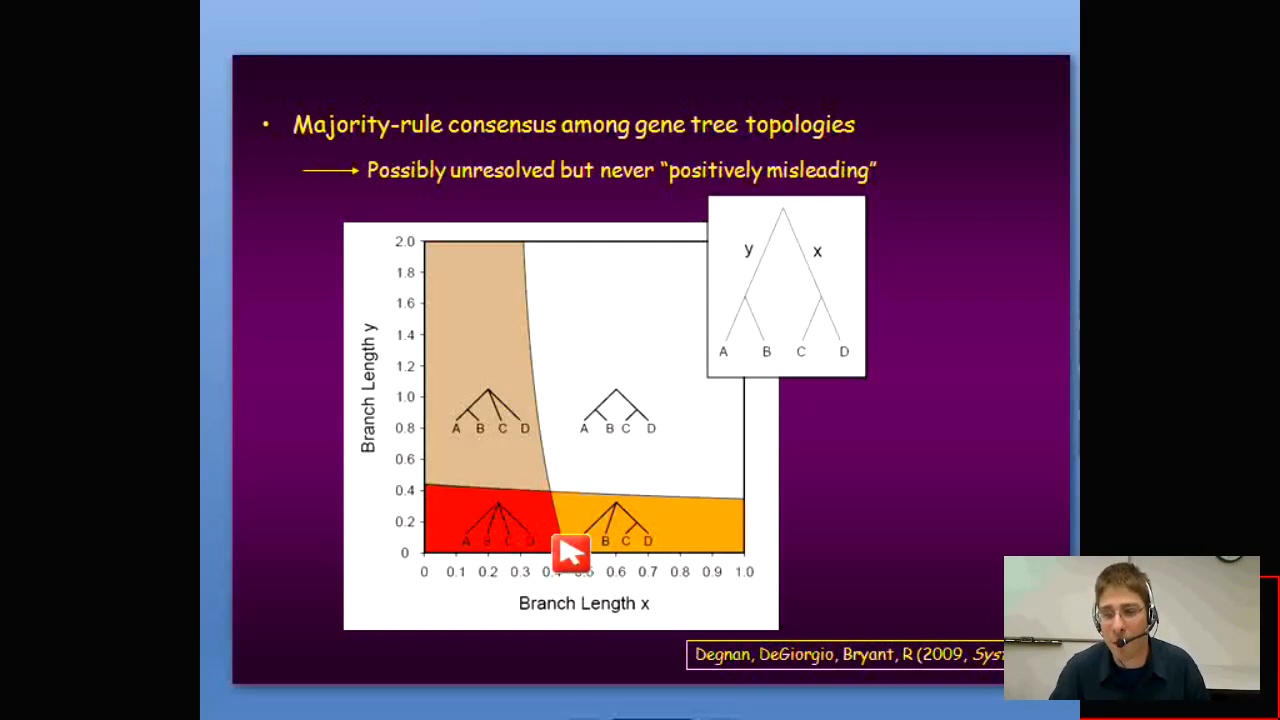 • Majority-rule consensus among gene tree topologies
Possibly unresolved but never “positively misleading”
y x
A B C D
2.0
1.8
1.6
1.4
1.2
1.0
0.8
0.6
0.4
0.2
0
Branch Length y
A B C D
A B C D
A B C D
B C D
0 0.1 0.2 0.3 0.6 0.7 0.8 0.9 1.0
Branch Length x
Degnan, DeGiorgio, Bryant, R (2009, Syst